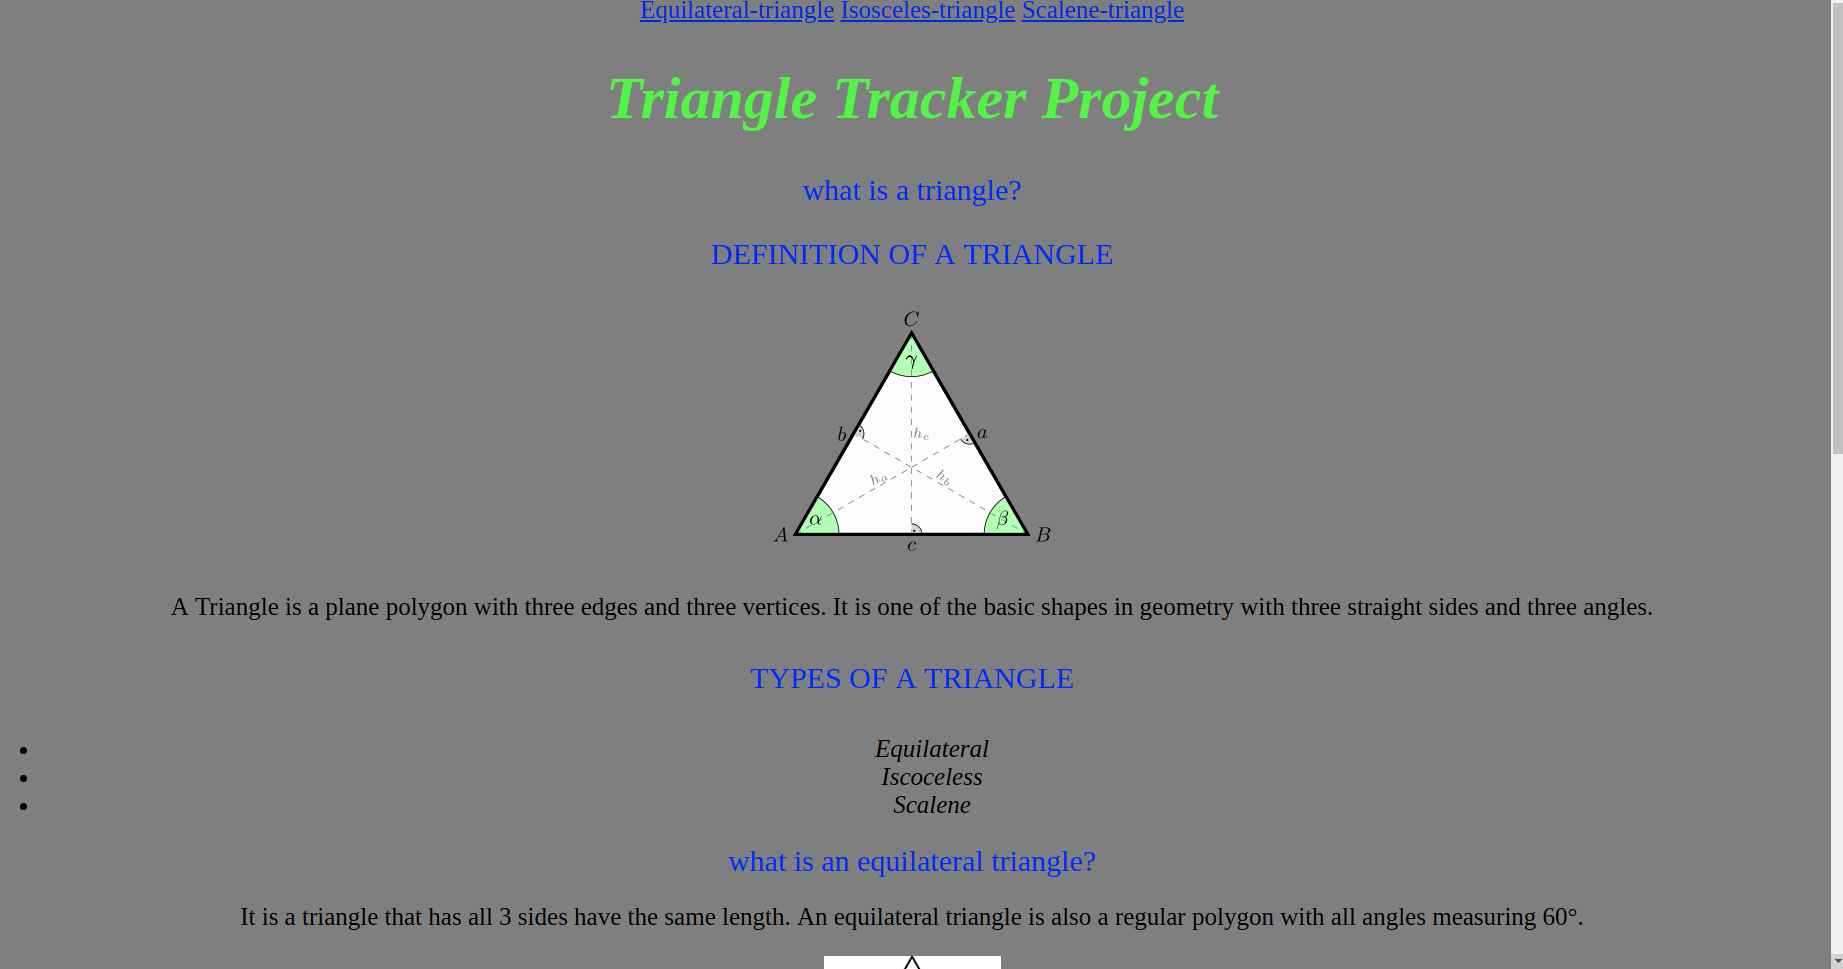 Equilateral-triangle Isosceles-triangle Scalene-triangle
Triangle Tracker Project
what is a triangle?
DEFINITION OF A TRIANGLE
C
γ
b
h_c
a
h_a
h_b
α
β
A
B
c
A Triangle is a plane polygon with three edges and three vertices. It is one of the basic shapes in geometry with three straight sides and three angles.
TYPES OF A TRIANGLE
Equilateral
Iscoceless
Scalene
what is an equilateral triangle?
It is a triangle that has all 3 sides have the same length. An equilateral triangle is also a regular polygon with all angles measuring 60°.